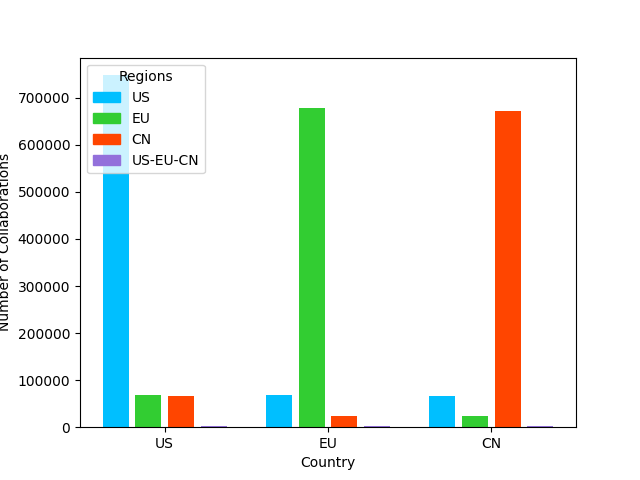 Regions
US
EU
CN
US-EU-CN
700000
600000
500000
400000
300000
200000
100000
0
Number of Collaborations
US
EU
CN
Country